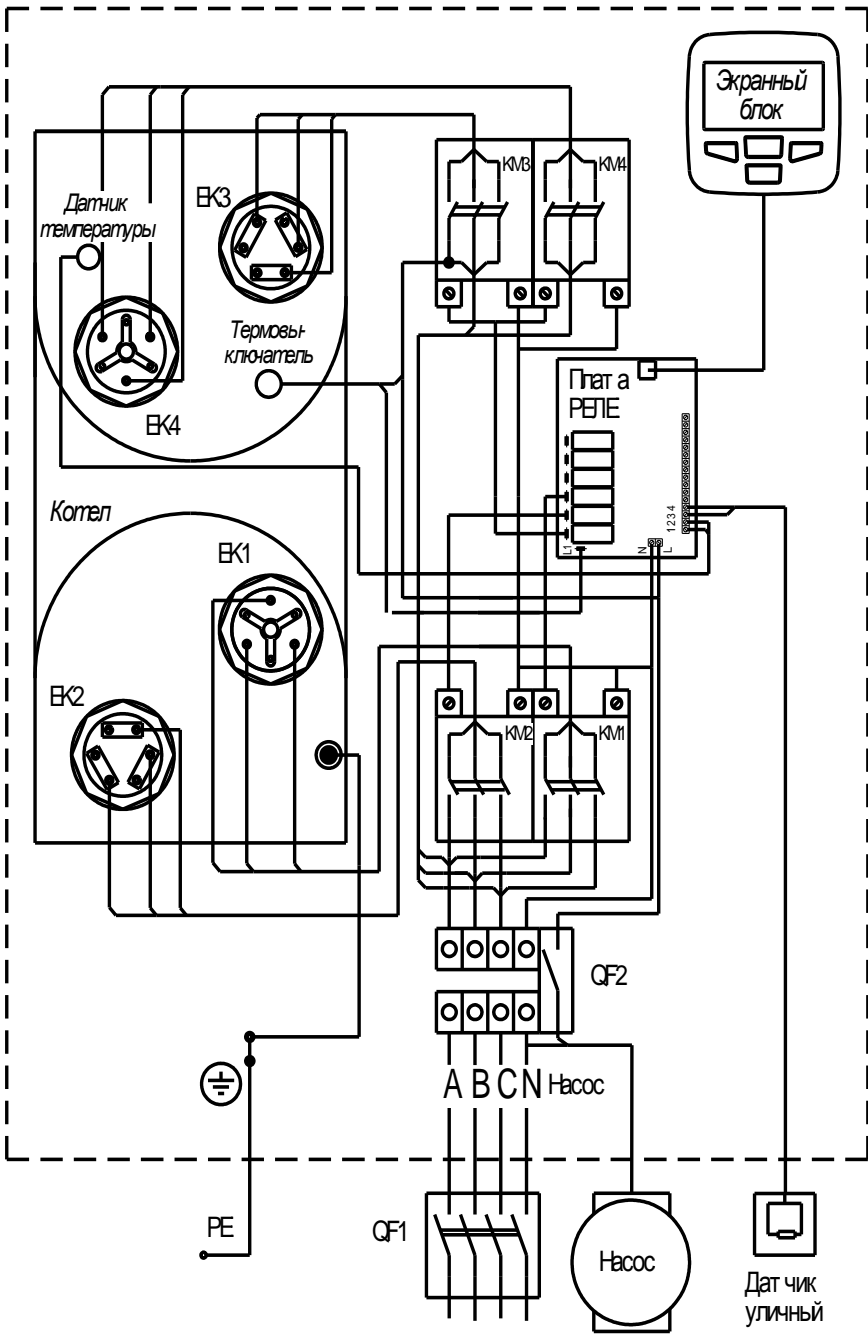 Экранный
блок
КМ3
КМ4
ЕК3
Датчик
температуры
Термовы-
ключатель
ЕК4
Плат а
РЕЛЕ
1 2 3 4
L1
N
L
Котел
ЕК1
ЕК2
КМ2
КМ1
QF2
A B C N Насос
PE
QF1
Насос
Дат чик
уличный